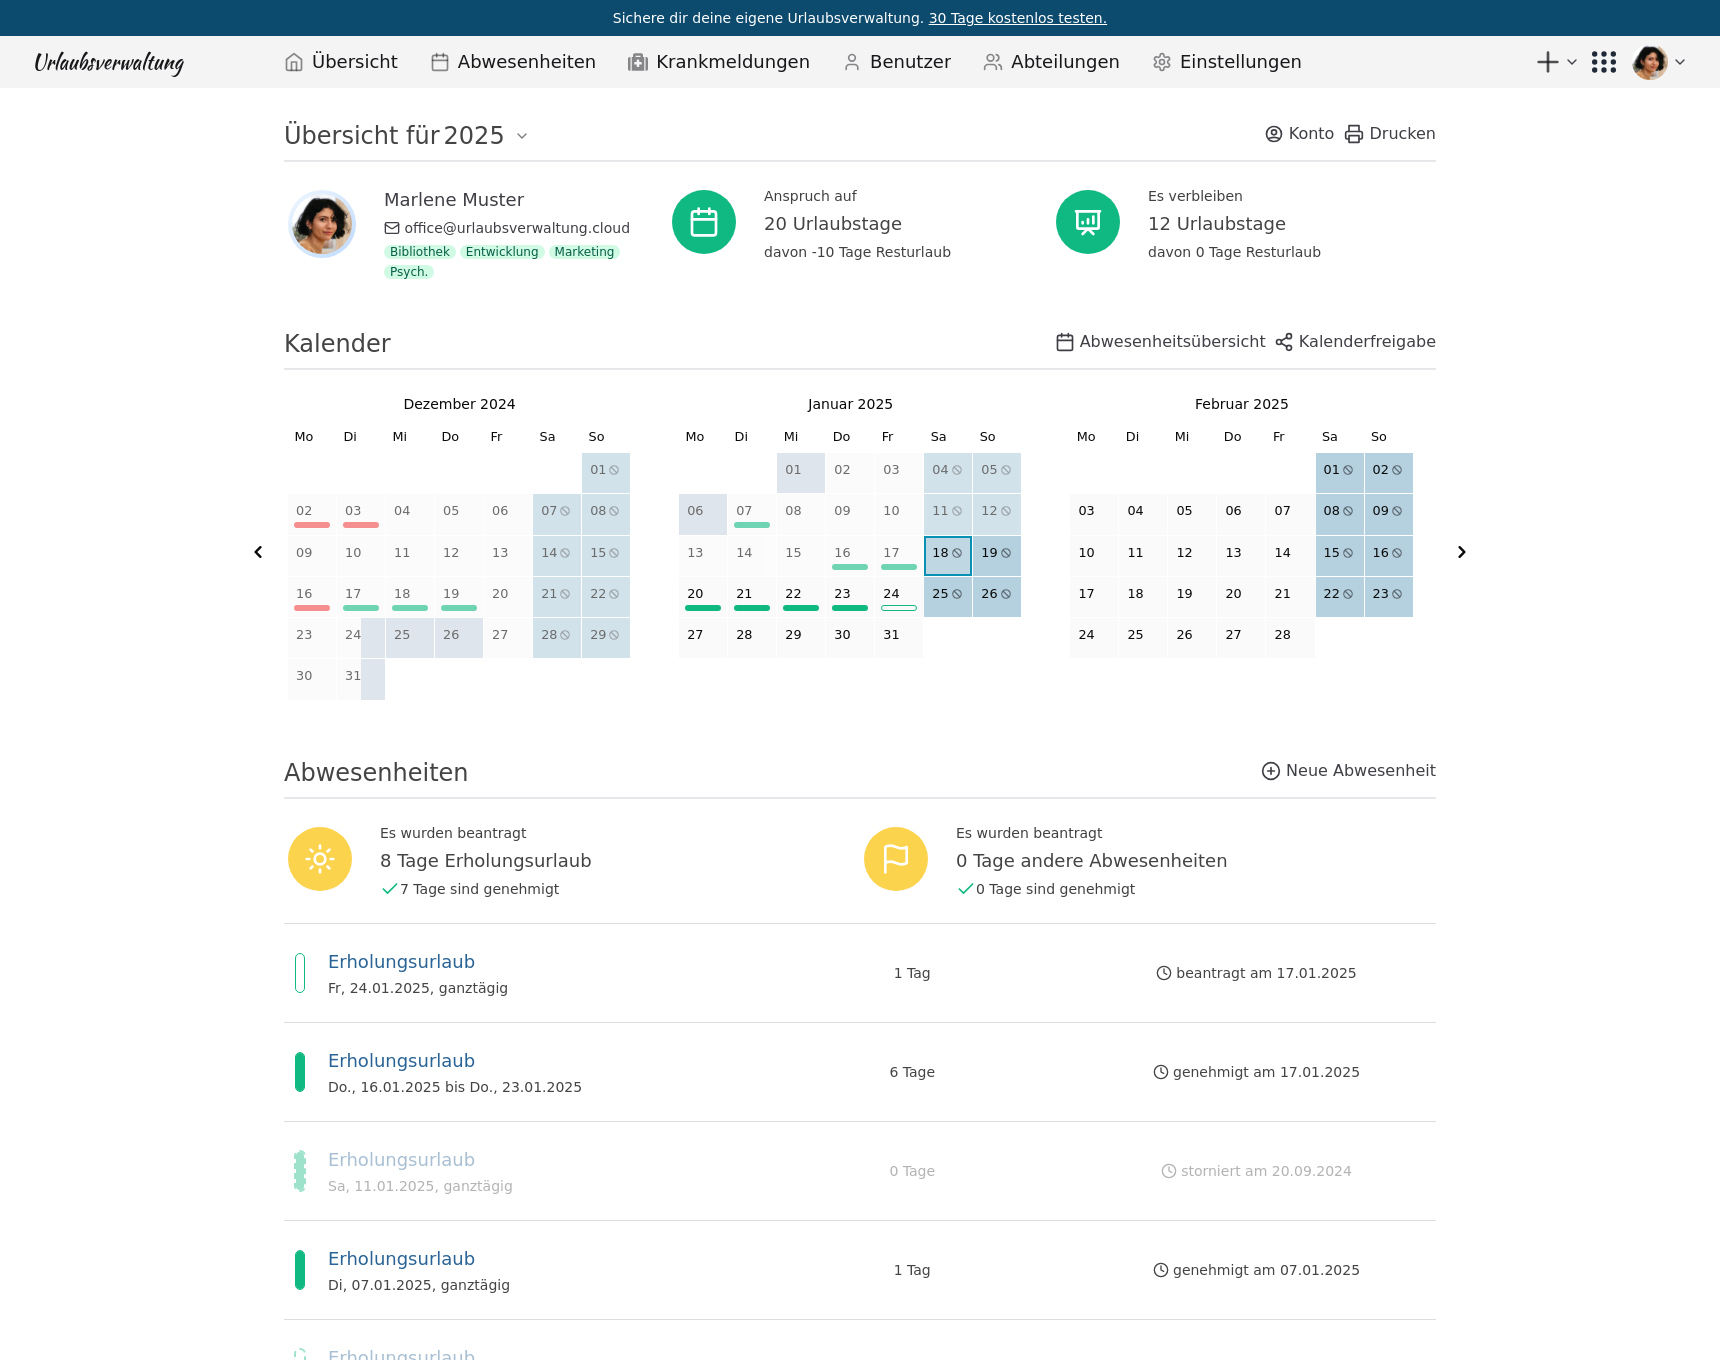 Sichere dir deine eigene Urlaubsverwaltung. 30 Tage kostenlos testen.
Urlaubsverwaltung Übersicht Abwesenheiten Krankmeldungen Benutzer Abteilungen Einstellungen
Übersicht für 2025 Konto Drucken
Marlene Muster
office@urlaubsverwaltung.cloud
Bibliothek Entwicklung Marketing
Psych.
Anspruch auf
20 Urlaubstage
davon -10 Tage Resturlaub
Es verbleiben
12 Urlaubstage
davon 0 Tage Resturlaub
Kalender Abwesenheitsübersicht Kalenderfreigabe
Dezember 2024
Mo Di Mi Do Fr Sa So
01
02 03 04 05 06 07 08
09 10 11 12 13 14 15
16 17 18 19 20 21 22
23 24 25 26 27 28 29
30 31
Januar 2025
Mo Di Mi Do Fr Sa So
01 02 03 04 05
06 07 08 09 10 11 12
13 14 15 16 17 18 19
20 21 22 23 24 25 26
27 28 29 30 31
Februar 2025
Mo Di Mi Do Fr Sa So
01 02
03 04 05 06 07 08 09
10 11 12 13 14 15 16
17 18 19 20 21 22 23
24 25 26 27 28
Abwesenheiten Neue Abwesenheit
Es wurden beantragt
8 Tage Erholungsurlaub
7 Tage sind genehmigt
Es wurden beantragt
0 Tage andere Abwesenheiten
0 Tage sind genehmigt
Erholungsurlaub
Fr, 24.01.2025, ganztägig
1 Tag
beantragt am 17.01.2025
Erholungsurlaub
Do., 16.01.2025 bis Do., 23.01.2025
6 Tage
genehmigt am 17.01.2025
Erholungsurlaub
Sa, 11.01.2025, ganztägig
0 Tage
storniert am 20.09.2024
Erholungsurlaub
Di, 07.01.2025, ganztägig
1 Tag
genehmigt am 07.01.2025
Erholungsurlaub